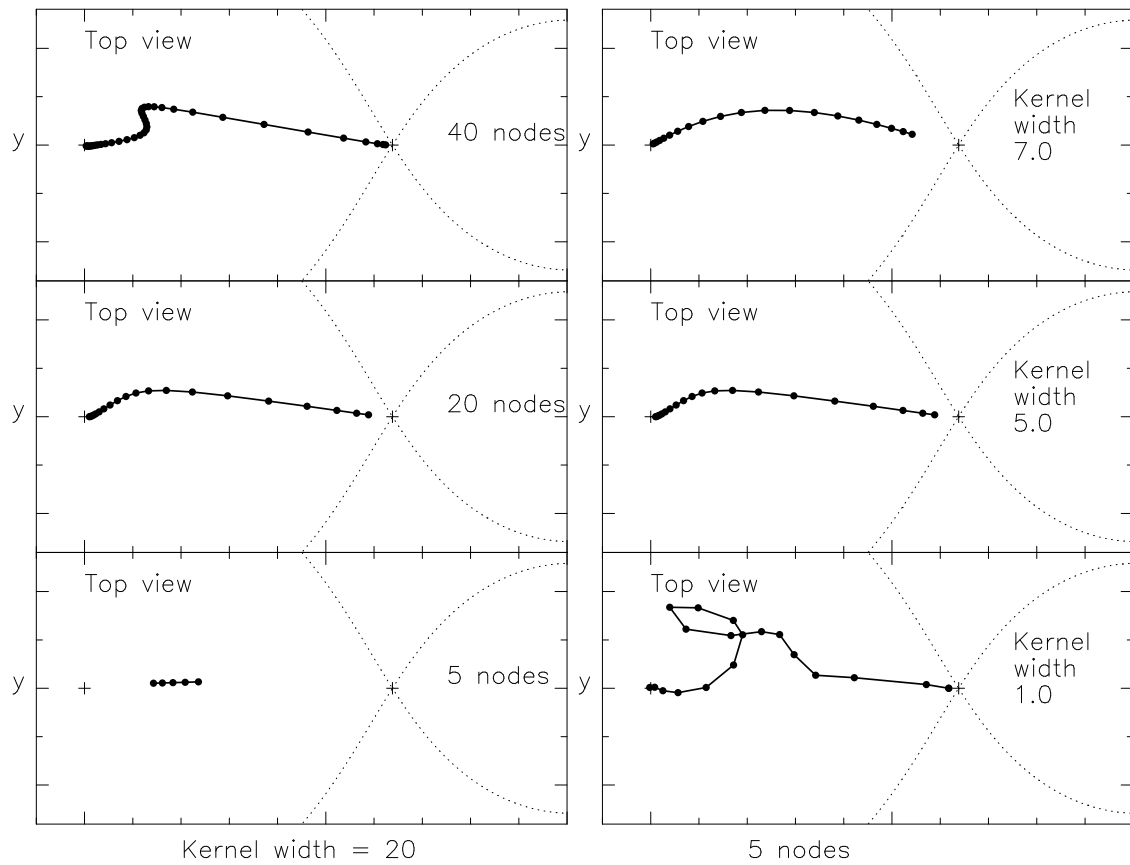 Top view
y
40 nodes
Top view
Kernel
width
7.0
Top view
y
20 nodes
y
Top view
Kernel
width
5.0
y
Top view
y
5 nodes
Top view
y
Kernel
width
1.0
Kernel width = 20
5 nodes